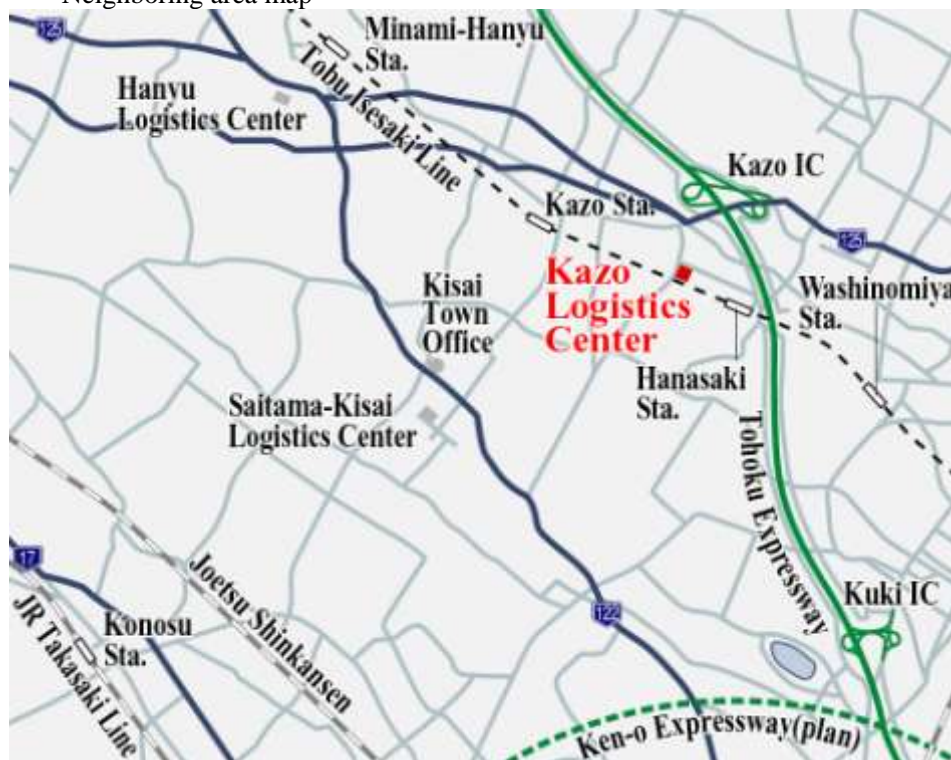 Neighboring area map
125
Minami-Hanyu
Sta.
Hanyu
Logistics Center
Tobu Isesaki Line
Kazo IC
Kazo Sta.
125
Kazo
Logistics
Center
Washinomiya
Sta.
Kisai
Town
Office
Hanasaki
Sta.
Saitama-Kisai
Logistics Center
Tohoku Expressway
17
Joetsu Shinkansen
Kuki IC
122
Konosu
Sta.
JR Takasaki Line
Ken-o Expressway(plan)